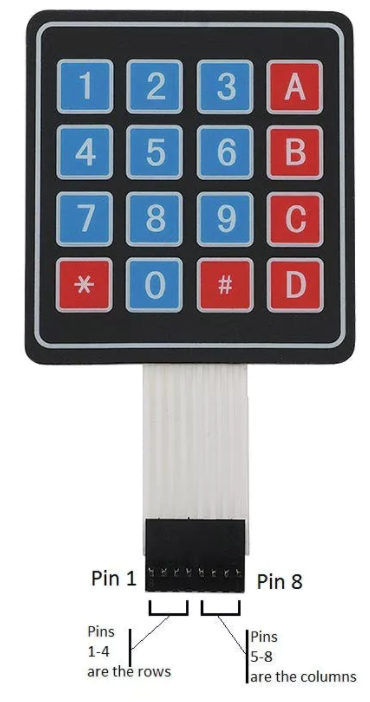 1 2 3 A
4 5 6 B
7 8 9 C
* 0 # D
Pin 1 Pin 8
Pins
1-4
are the rows
Pins
5-8
are the columns